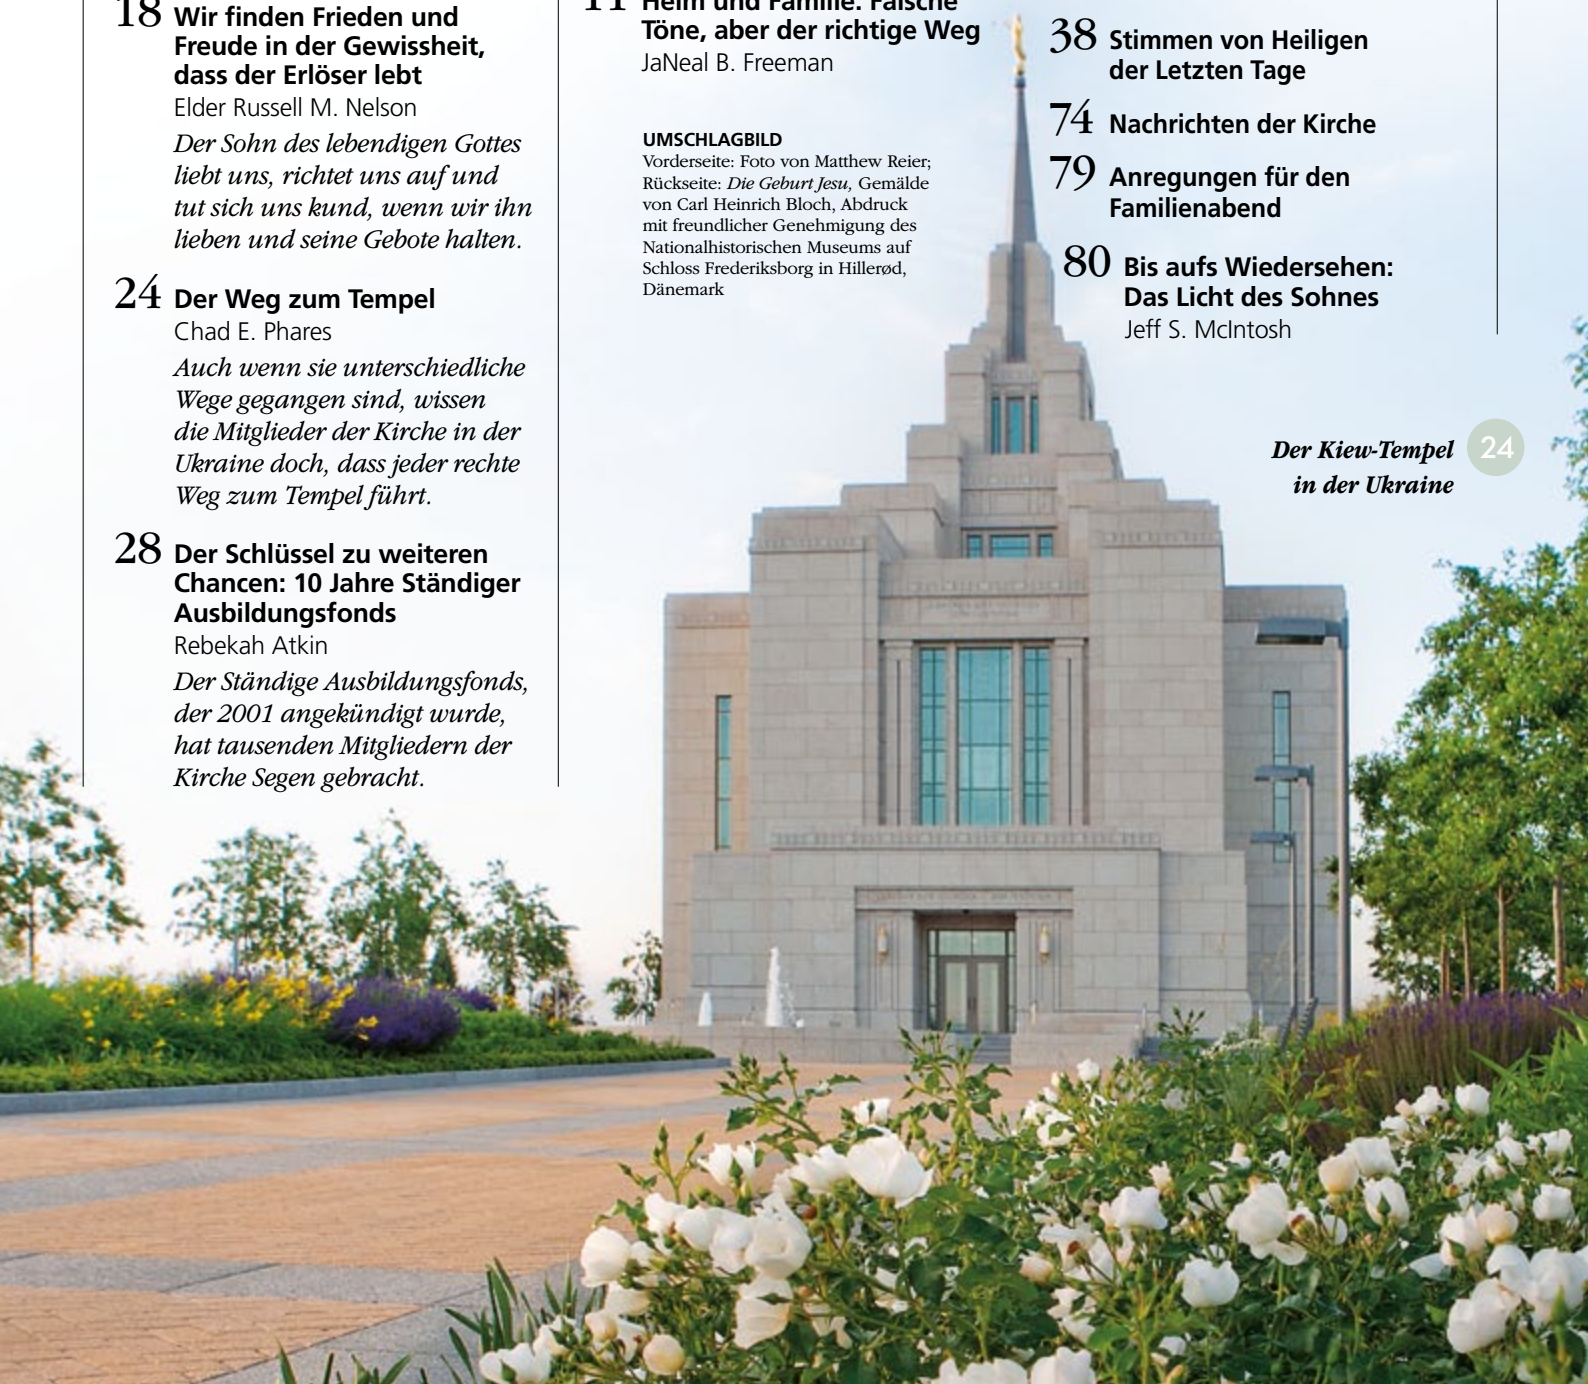 18 Wir finden Frieden und
Freude in der Gewissheit,
dass der Erlöser lebt
Elder Russell M. Nelson
Der Sohn des lebendigen Gottes
liebt uns, richtet uns auf und
tut sich uns kund, wenn wir ihn
lieben und seine Gebote halten.
24 Der Weg zum Tempel
Chad E. Phares
Auch wenn sie unterschiedliche
Wege gegangen sind, wissen
die Mitglieder der Kirche in der
Ukraine doch, dass jeder rechte
Weg zum Tempel führt.
28 Der Schlüssel zu weiteren
Chancen: 10 Jahre Ständiger
Ausbildungsfonds
Rebekah Atkin
Der Ständige Ausbildungsfonds,
der 2001 angekündigt wurde,
hat tausenden Mitgliedern der
Kirche Segen gebracht.
11 Heim und Familie: Falsche
Töne, aber der richtige Weg
JaNeal B. Freeman
UMSCHLAGBILD
Vorderseite: Foto von Matthew Reier;
Rückseite: Die Geburt Jesu, Gemälde
von Carl Heinrich Bloch, Abdruck
mit freundlicher Genehmigung des
Nationalhistorischen Museums auf
Schloss Frederiksborg in Hillerød,
Dänemark
38 Stimmen von Heiligen
der Letzten Tage
74 Nachrichten der Kirche
79 Anregungen für den
Familienabend
80 Bis aufs Wiedersehen:
Das Licht des Sohnes
Jeff S. McIntosh
Der Kiew-Tempel 24
in der Ukraine